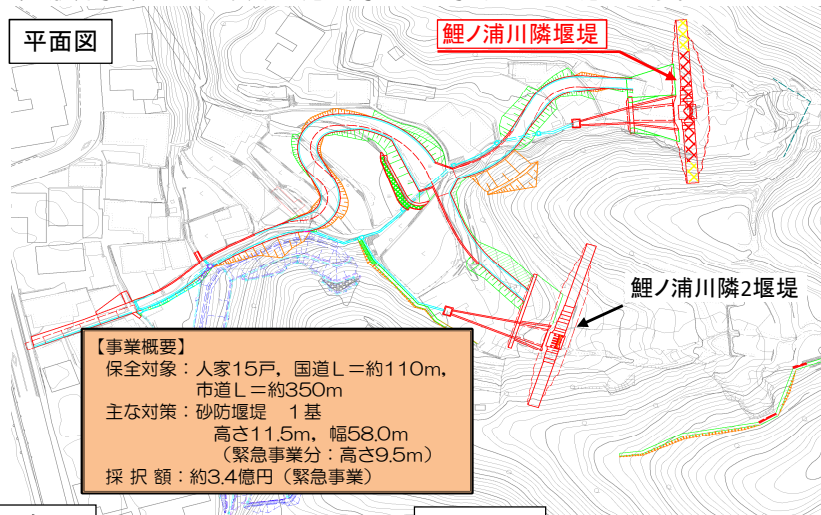 平面図
鯉ノ浦川隣堰堤
鯉ノ浦川隣2堰堤
【事業概要】
保全対象：人家15戸，国道Ｌ＝約110m，
市道Ｌ＝約350m
主な対策：砂防堰堤　１基
高さ11.5m，幅58.0m
（緊急事業分：高さ9.5m）
採 択 額：約3.4億円（緊急事業）